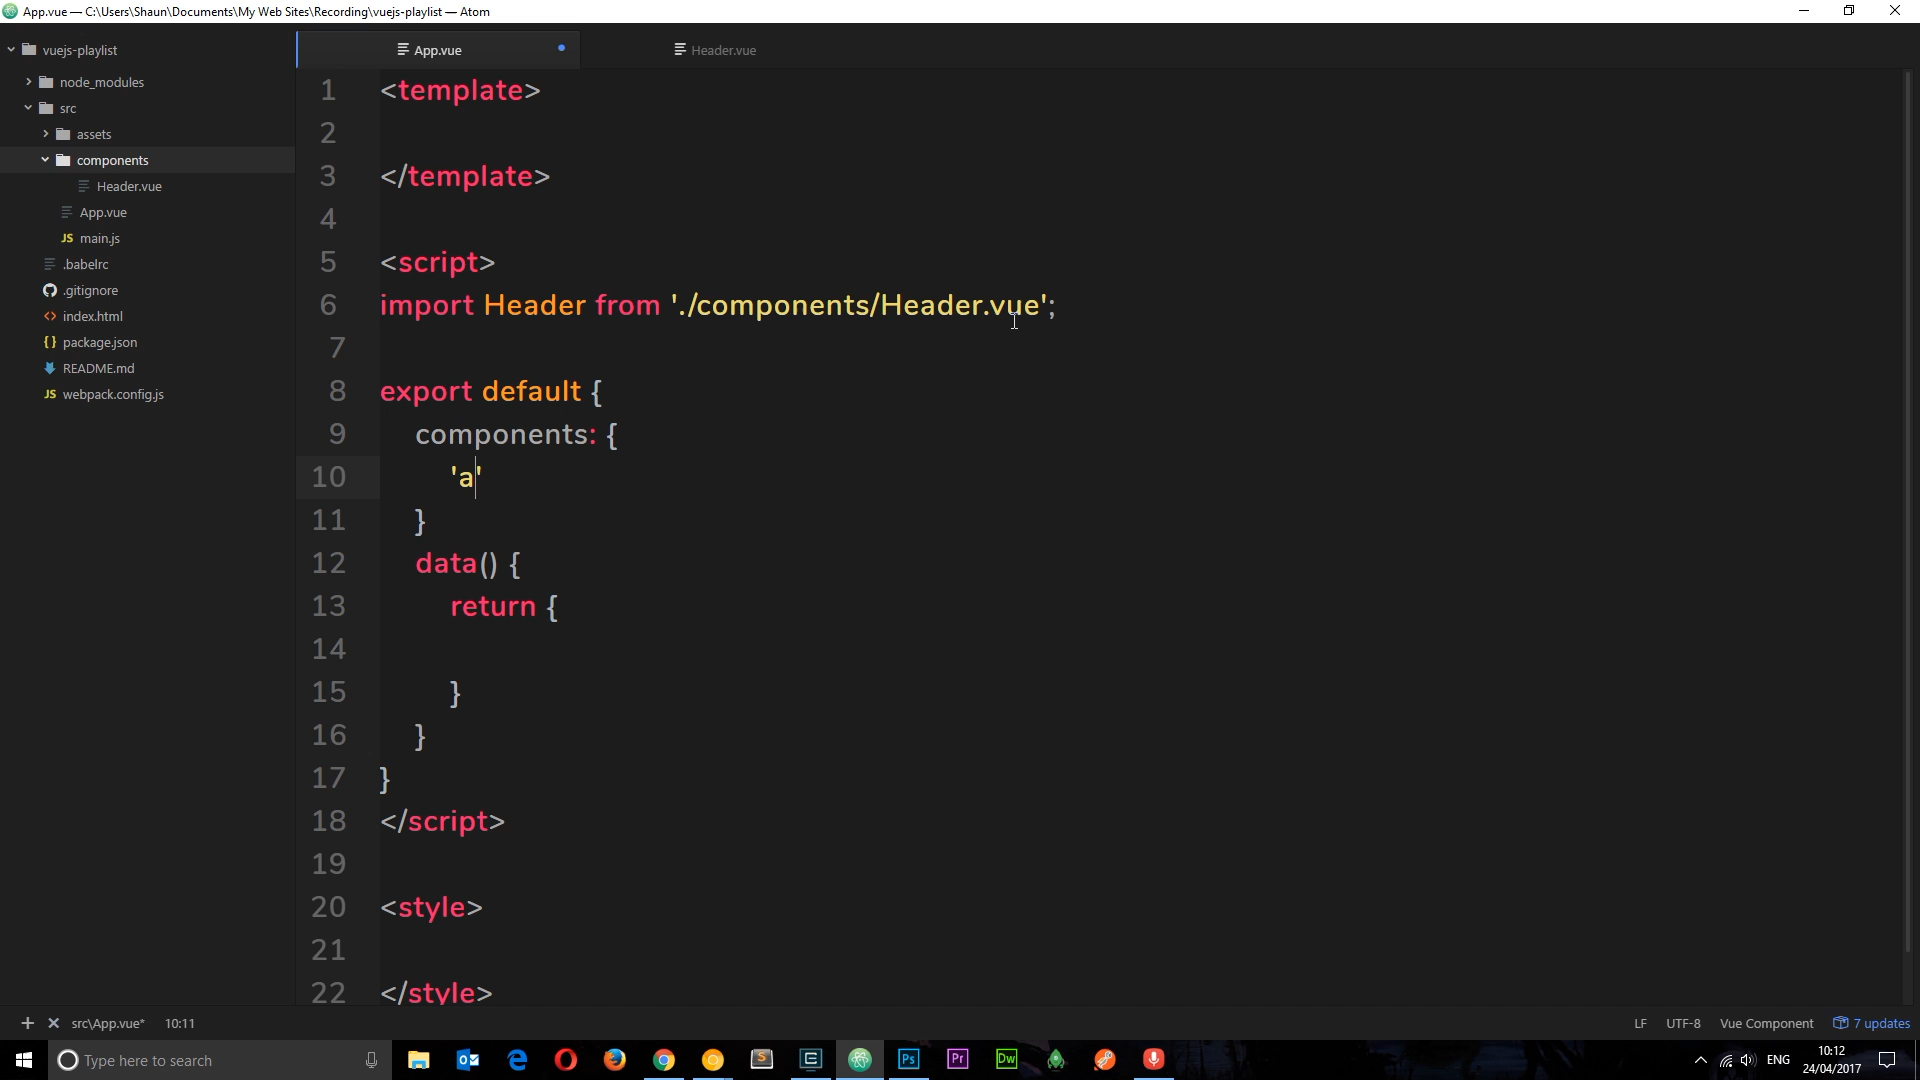 App.vue — C:\Users\Shaun\Documents\My Web Sites\Recording\vuejs-playlist — Atom
vuejs-playlist
node_modules
src
assets
components
Header.vue
App.vue
JS main.js
.babelrc
.gitignore
<> index.html
{} package.json
README.md
JS webpack.config.js
App.vue
Header.vue
1 <template>
2
3 </template>
4
5 <script>
6 import Header from './components/Header.vue';
7
8 export default {
9 components: {
10 'a'
11 }
12 data() {
13 return {
14
15 }
16 }
17 }
18 </script>
19
20 <style>
21
22 </style>
src\App.vue* 10:11
LF UTF-8 Vue Component 7 updates
Type here to search
S
Ps
Pr
Dw
ENG
10:12
24/04/2017